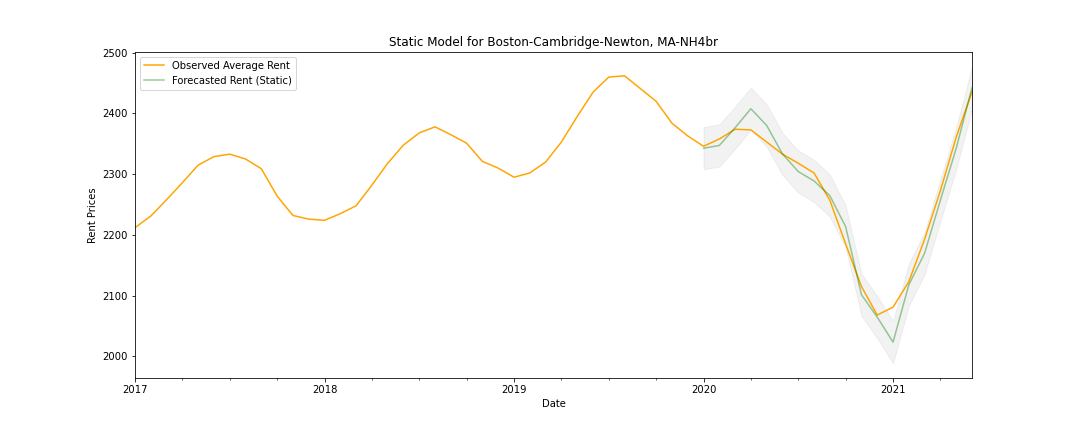 Static Model for Boston-Cambridge-Newton, MA-NH4br
Observed Average Rent
Forecasted Rent (Static)
Rent Prices
2500
2400
2300
2200
2100
2000
2017 2018 2019 2020 2021
Date